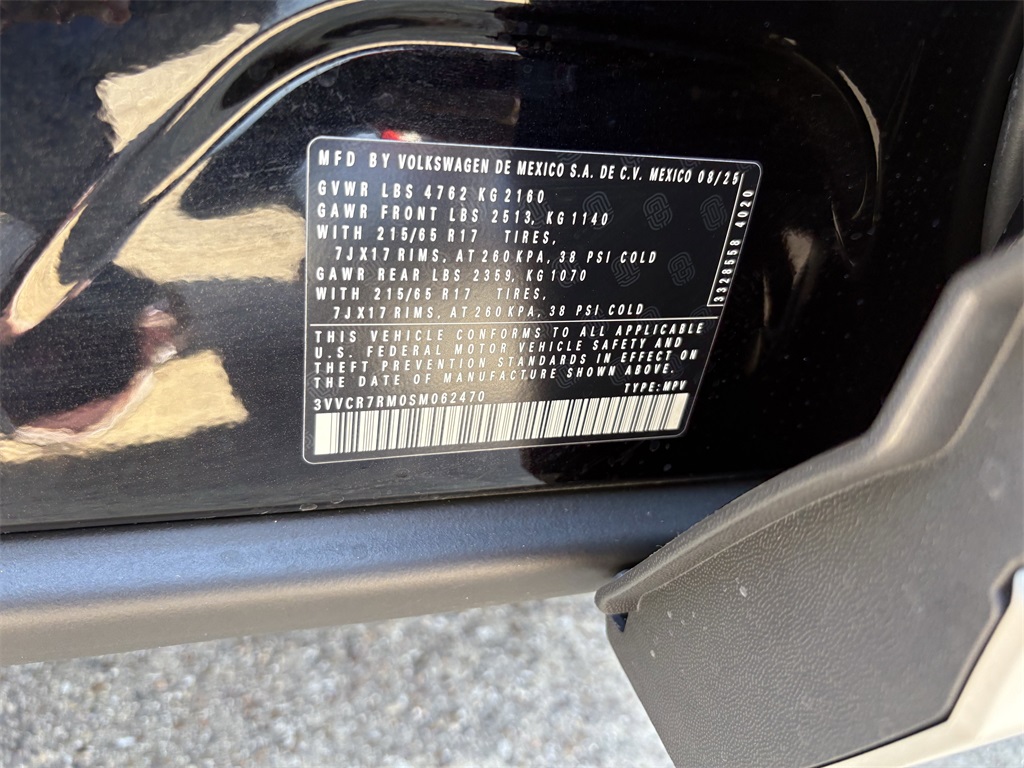 MFD BY VOLKSWAGEN DE MEXICO S.A. DE C.V. MEXICO 08/25
GVWR LBS 4762 KG 2160
GAWR FRONT LBS 2513, KG 1140
WITH 215/65 R17 TIRES,
7JX17 RIMS, AT 260 KPA, 38 PSI COLD
GAWR REAR LBS 2359, KG 1070
WITH 215/65 R17 TIRES,
7JX17 RIMS, AT 260 KPA, 38 PSI COLD
3328558 4020
THIS VEHICLE CONFORMS TO ALL APPLICABLE
U.S. FEDERAL MOTOR VEHICLE SAFETY AND
THEFT PREVENTION STANDARDS IN EFFECT ON
THE DATE OF MANUFACTURE SHOWN ABOVE.
TYPE: MPV
3VVCR7RM0SM062470